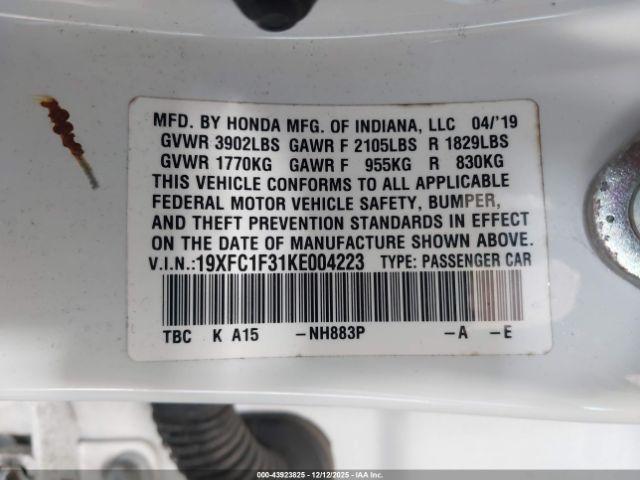 MFD. BY HONDA MFG. OF INDIANA, LLC 04/'19
GVWR 3902LBS GAWR F 2105LBS R 1829LBS
GVWR 1770KG GAWR F 955KG R 830KG
THIS VEHICLE CONFORMS TO ALL APPLICABLE
FEDERAL MOTOR VEHICLE SAFETY, BUMPER,
AND THEFT PREVENTION STANDARDS IN EFFECT
ON THE DATE OF MANUFACTURE SHOWN ABOVE.
V.I.N.:19XFC1F31KE004223 TYPE: PASSENGER CAR
TBC K A15 -NH883P -A -E
000-43923825 - 12/12/2025 - IAA Inc.